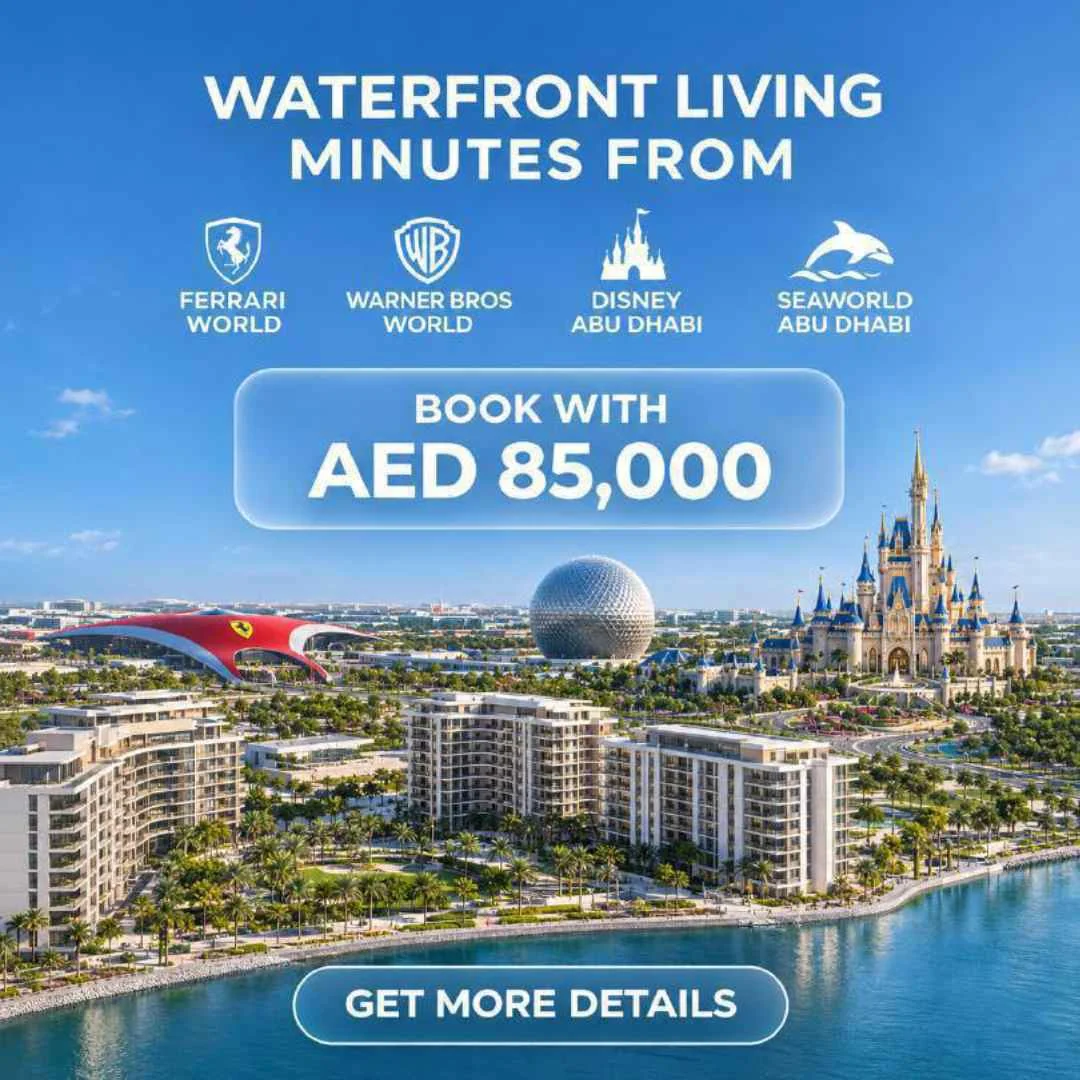 WATERFRONT LIVING
MINUTES FROM
WB
FERRARI
WORLD
WARNER BROS
WORLD
DISNEY
ABU DHABI
SEAWORLD
ABU DHABI
BOOK WITH
AED 85,000
GET MORE DETAILS